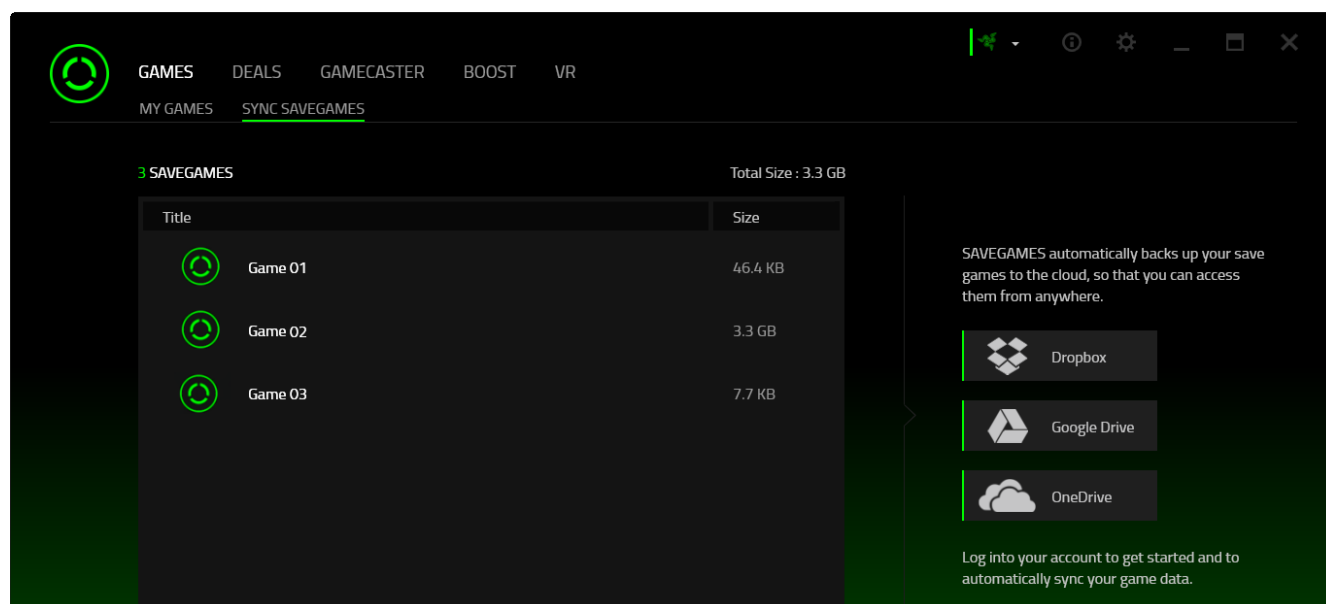 GAMES DEALS GAMECASTER BOOST VR
MY GAMES SYNC SAVEGAMES
3 SAVEGAMES Total Size : 3.3 GB
Title Size
Game 01 46.4 KB
Game 02 3.3 GB
Game 03 7.7 KB
SAVEGAMES automatically backs up your save
games to the cloud, so that you can access
them from anywhere.
Dropbox
Google Drive
OneDrive
Log into your account to get started and to
automatically sync your game data.